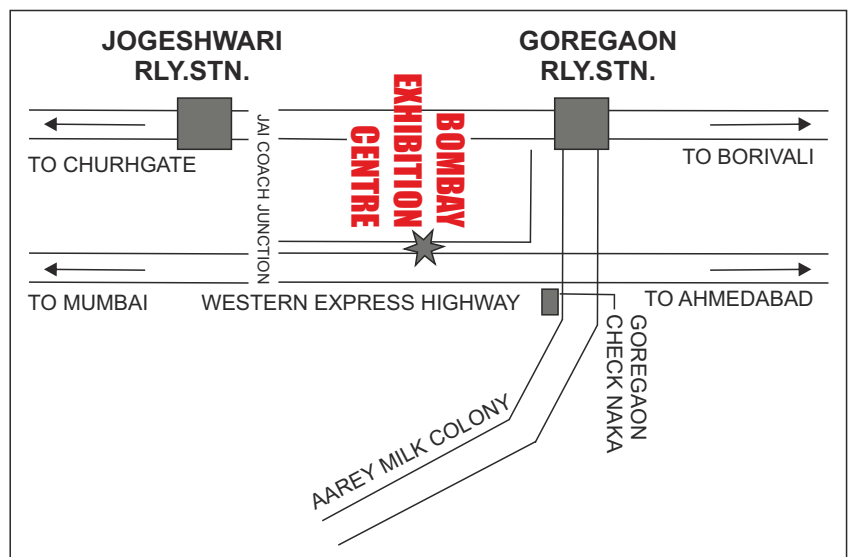 JOGESHWARI
RLY.STN.
GOREGAON
RLY.STN.
BOMBAY
EXHIBITION
CENTRE
JAI COACH JUNCTION
TO CHURHGATE
TO BORIVALI
TO MUMBAI
WESTERN EXPRESS HIGHWAY
TO AHMEDABAD
GOREGAON
CHECK NAKA
AAREY MILK COLONY